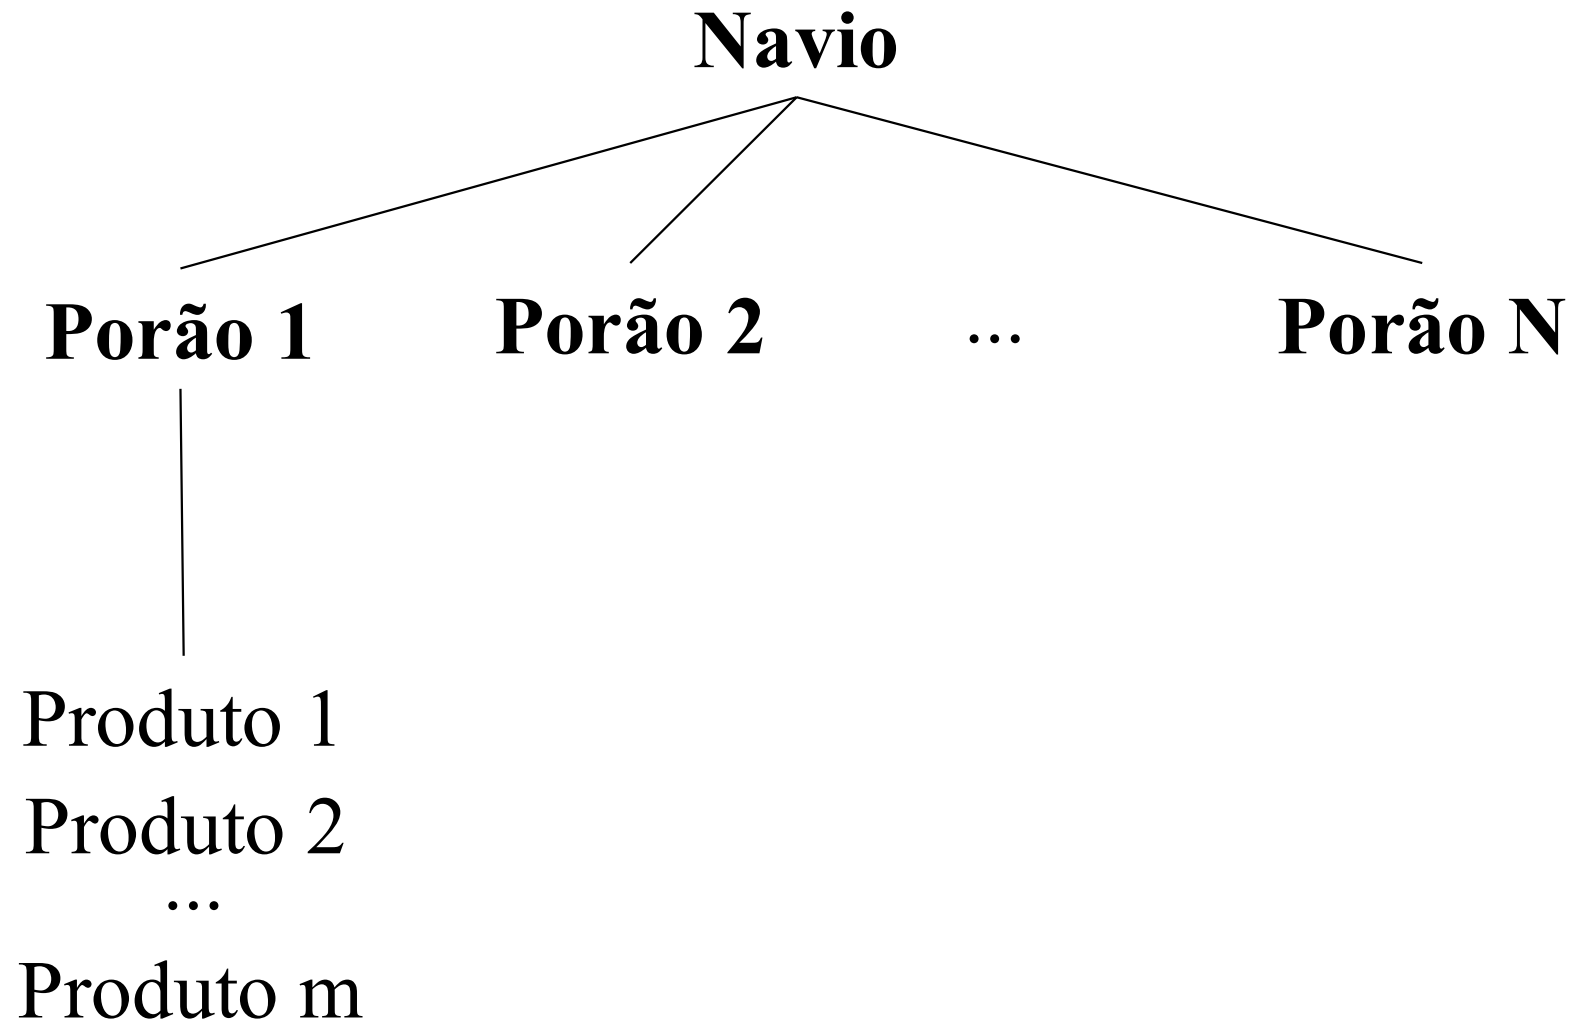 Navio
Porão 1
Porão 2
...
Porão N
Produto 1
Produto 2
...
Produto m